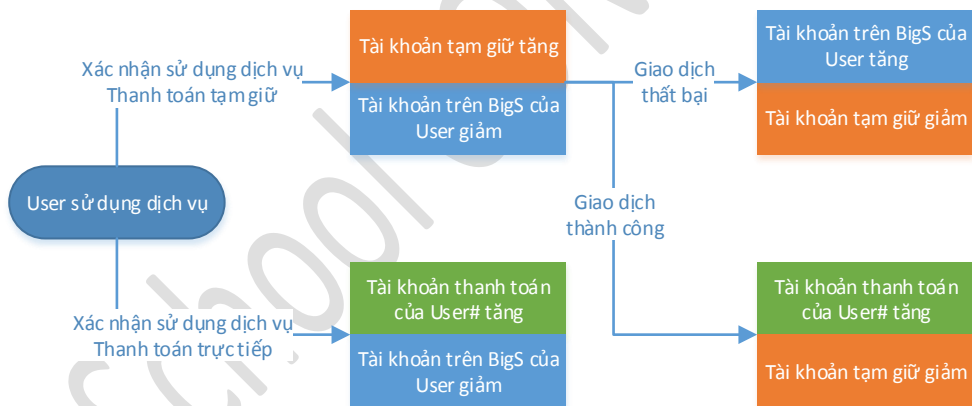 Tài khoản tạm giữ tăng
Tài khoản trên BigS của
User tăng
Xác nhận sử dụng dịch vụ
Thanh toán tạm giữ
Giao dịch
thất bại
Tài khoản trên BigS của
User giảm
Tài khoản tạm giữ giảm
User sử dụng dịch vụ
Giao dịch
thành công
Tài khoản thanh toán
của User# tăng
Tài khoản thanh toán
của User# tăng
Xác nhận sử dụng dịch vụ
Thanh toán trực tiếp
Tài khoản trên BigS của
User giảm
Tài khoản tạm giữ giảm
School